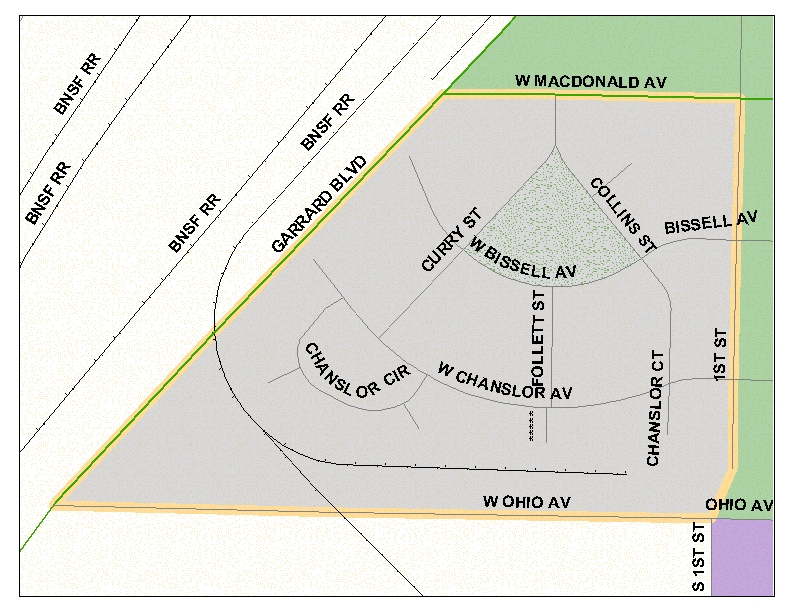 BNSF RR
W MACDONALD AV
BNSF RR
BNSF RR
GARRARD BLVD
BNSF RR
COLLINS ST
BISSELL AV
CURRY ST
W BISSELL AV
FOLLETT ST
1ST ST
CHANSLOR CIR
W CHANSLOR AV
CHANSLOR CT
*****
W OHIO AV
OHIO AV
S 1ST ST